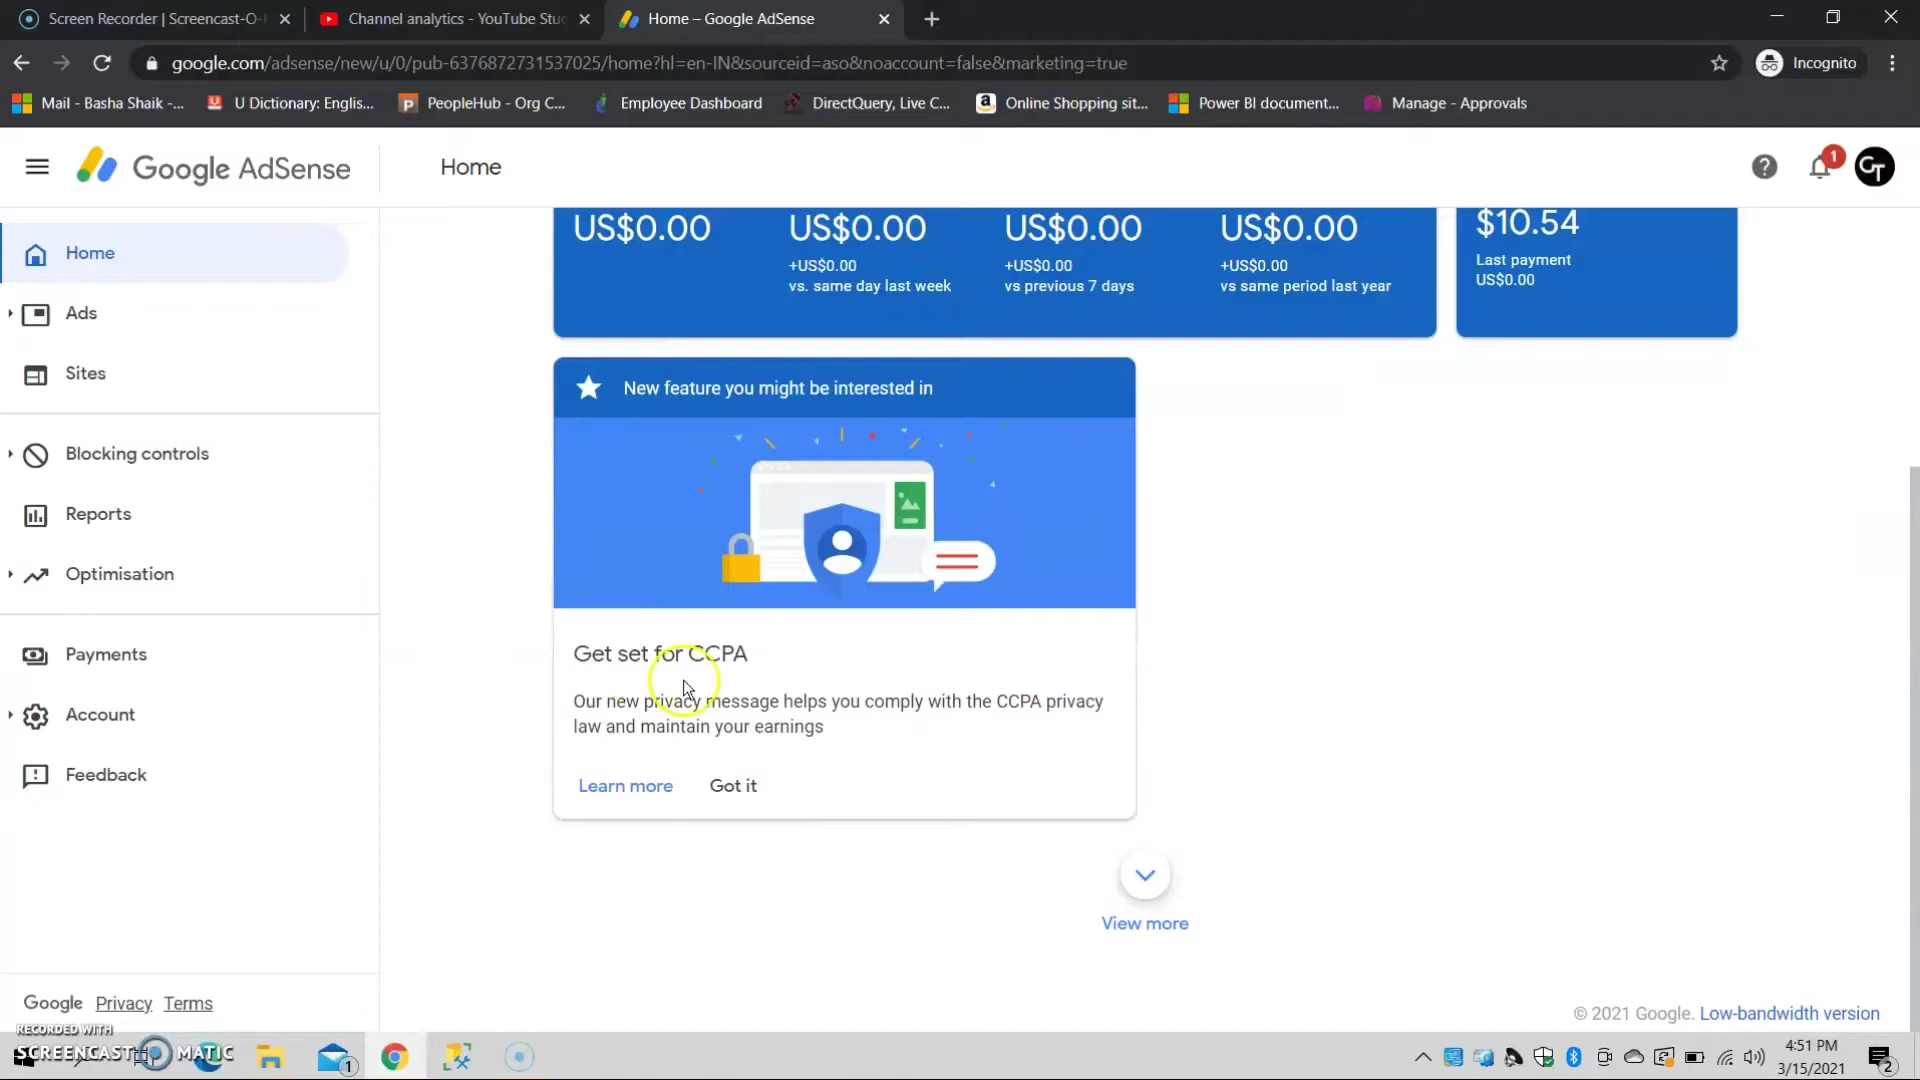 Screen Recorder | Screencast-O-
Channel analytics - YouTube Stu
Home – Google AdSense
google.com/adsense/new/u/0/pub-6376872731537025/home?hl=en-IN&sourceid=aso&noaccount=false&marketing=true
Incognito
Mail - Basha Shaik -...
U Dictionary: Englis...
PeopleHub - Org C...
Employee Dashboard
DirectQuery, Live C...
Online Shopping sit...
Power BI document...
Manage - Approvals
Google AdSense
Home
1
GT
Home
Ads
Sites
Blocking controls
Reports
Optimisation
Payments
Account
Feedback
US$0.00 US$0.00 US$0.00 US$0.00
+US$0.00 +US$0.00 +US$0.00
vs. same day last week vs previous 7 days vs same period last year
$10.54
Last payment
US$0.00
New feature you might be interested in
Get set for CCPA
Our new privacy message helps you comply with the CCPA privacy
law and maintain your earnings
Learn more Got it
View more
Google Privacy Terms
© 2021 Google. Low-bandwidth version
RECORDED WITH
SCREENCAST MATIC
1
4:51 PM
3/15/2021
2